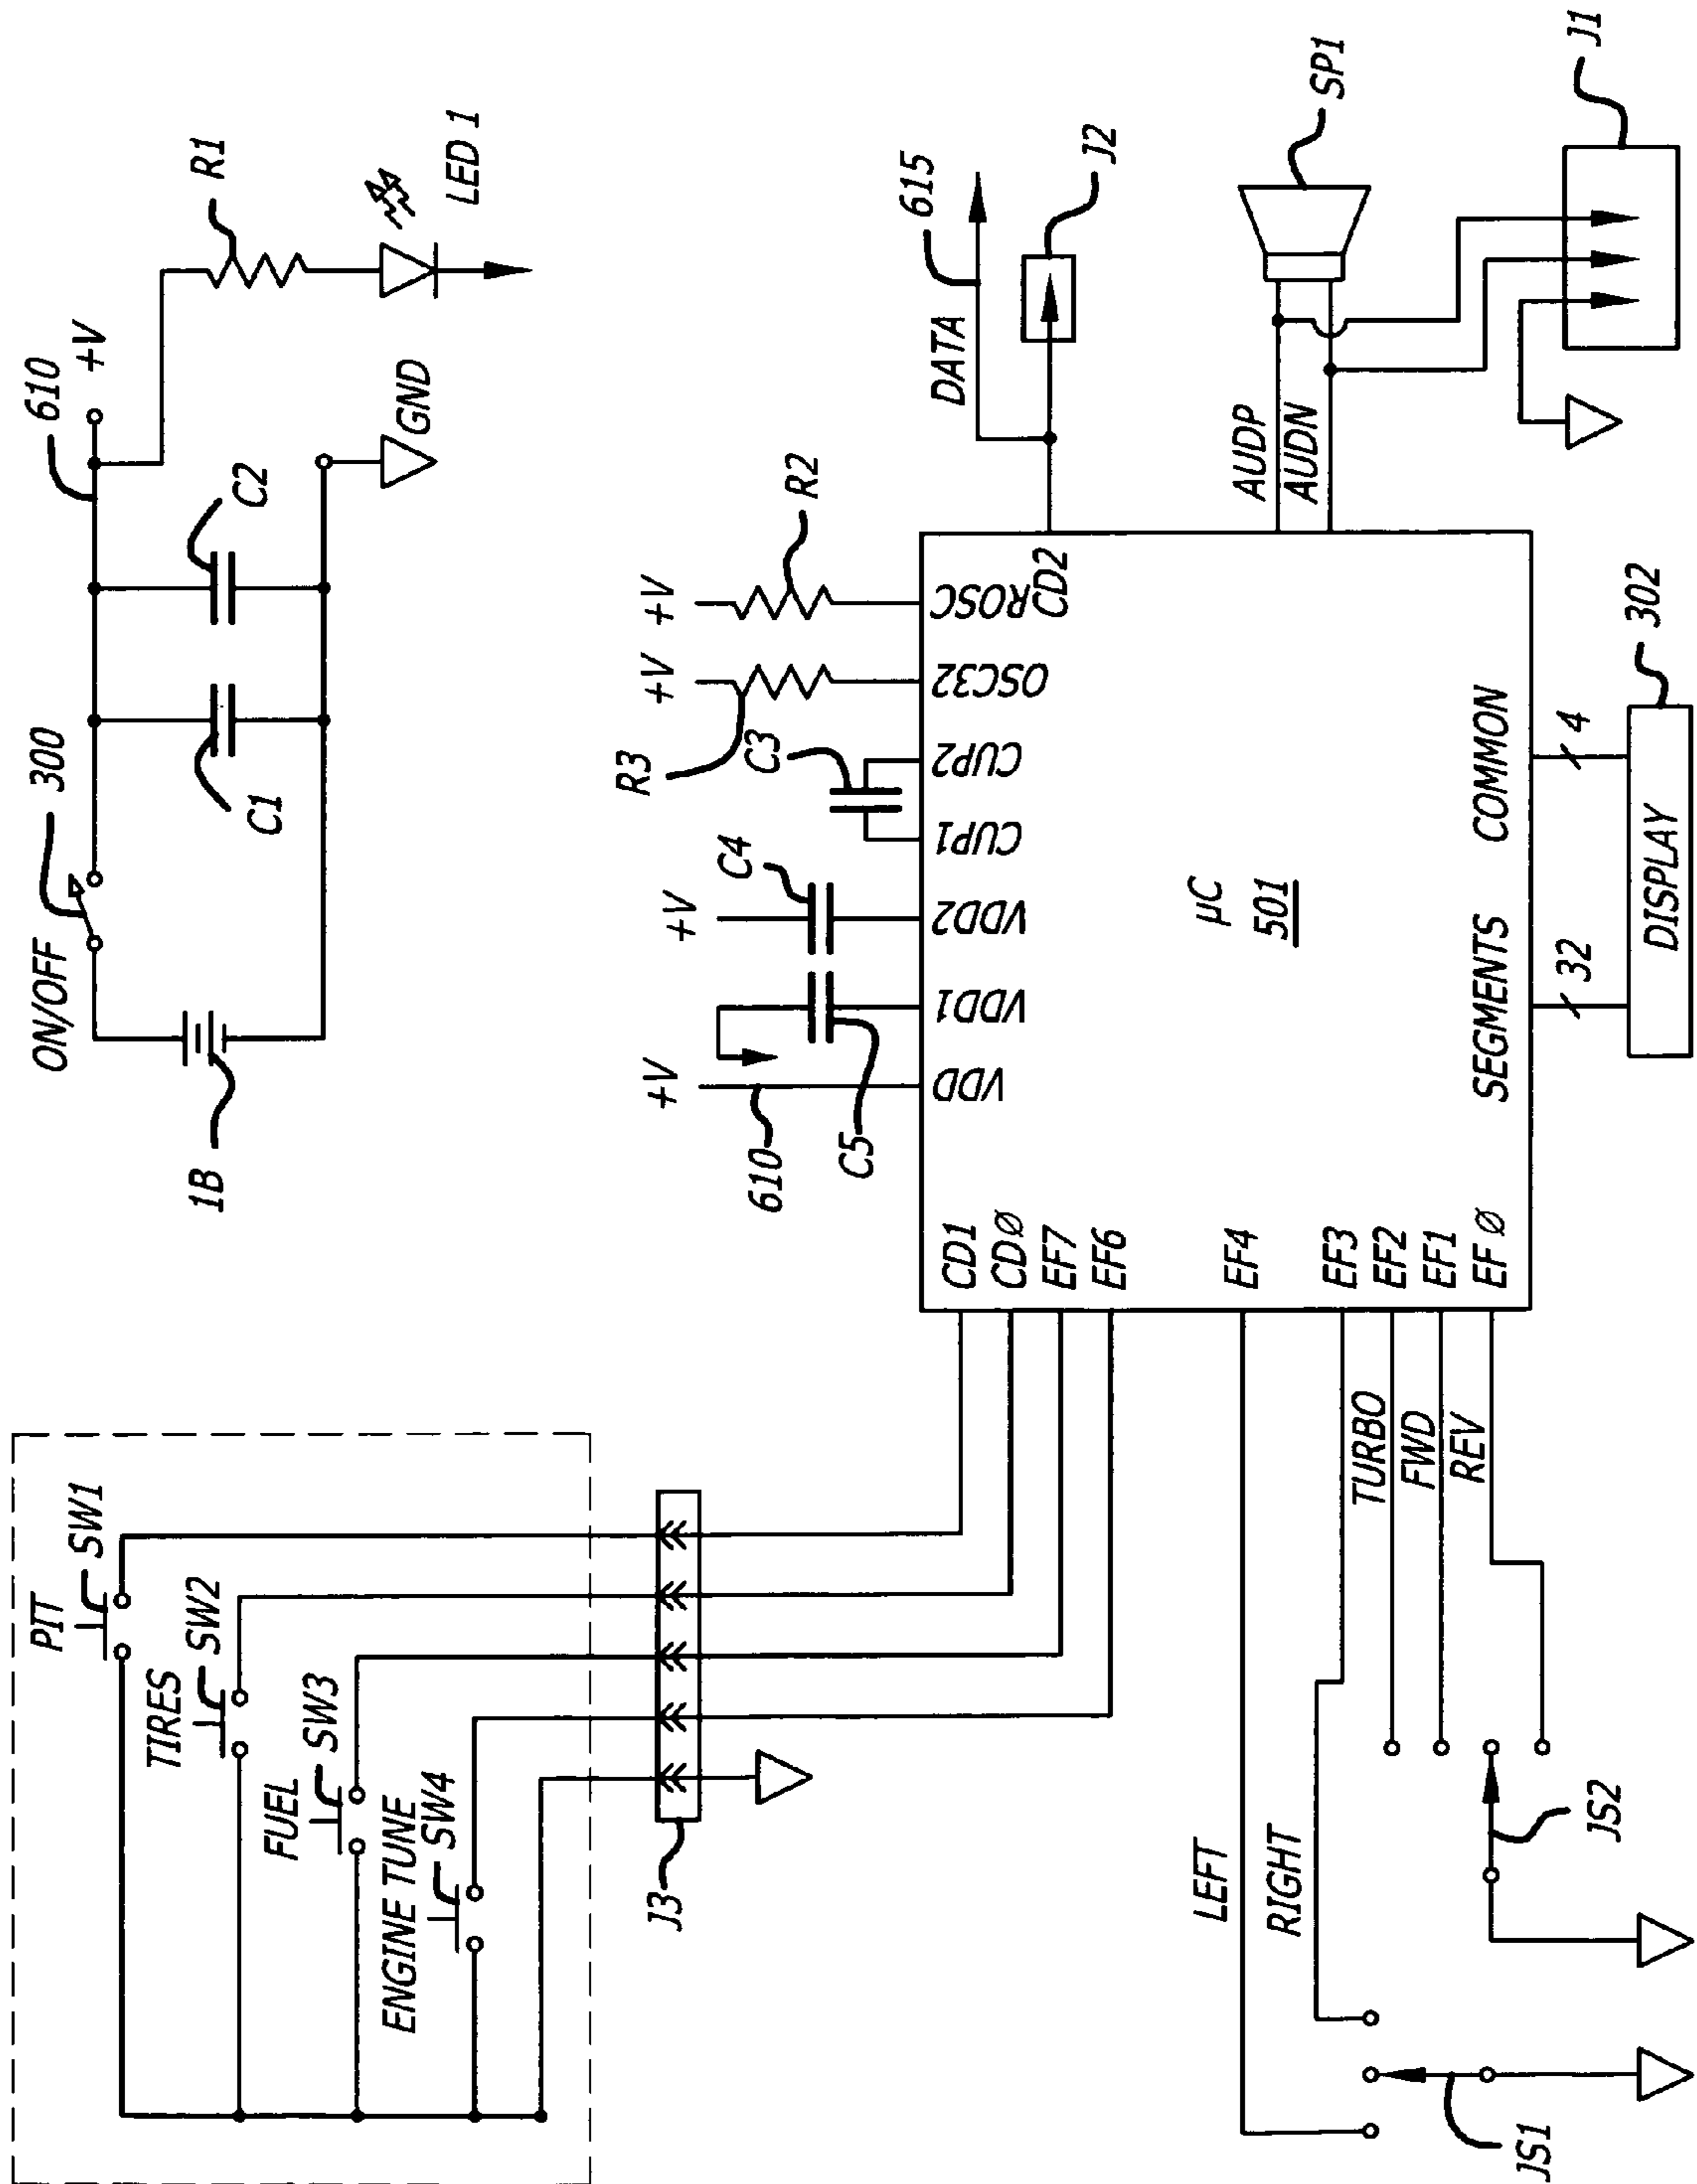 PIT
SW1
TIRES
SW2
FUEL
SW3
ENGINE TUNE
SW4
J3
1B
ON/OFF
300
C1
C2
610
+V
GND
R1
LED 1
+V
610
C5
+V
C4
C3
R3
+V
+V
R2
VDD
VDD1
VDD2
CUP1
CUP2
OSC32
ROSC
CD1
CDØ
EF7
EF6
EF4
EF3
EF2
EF1
EFØ
CD2
µC
501
SEGMENTS
COMMON
32
4
DISPLAY
302
DATA
615
J2
AUDP
AUDN
SP1
J1
LEFT
RIGHT
TURBO
FWD
REV
JS1
JS2